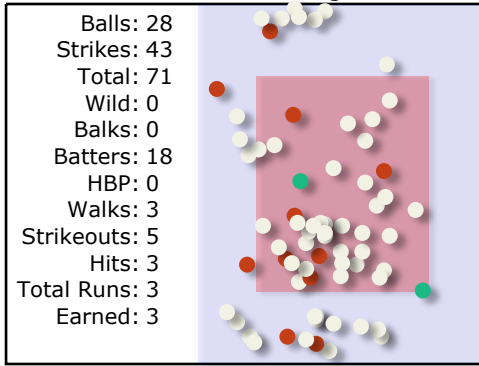 Balls: 28
Strikes: 43
Total: 71
Wild: 0
Balks: 0
Batters: 18
HBP: 0
Walks: 3
Strikeouts: 5
Hits: 3
Total Runs: 3
Earned: 3